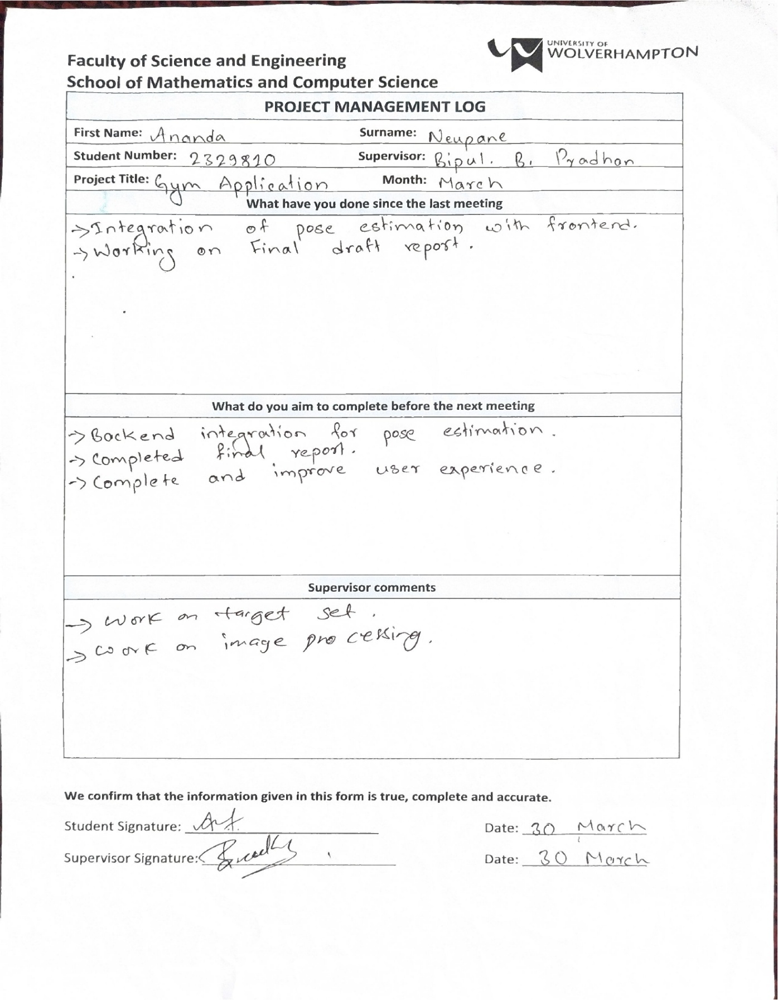 UNIVERSITY OF
WOLVERHAMPTON
Faculty of Science and Engineering
School of Mathematics and Computer Science
PROJECT MANAGEMENT LOG
First Name: Ananda Surname: Neupane
Student Number: 2329810 Supervisor: Bipul. B. Pradhan
Project Title: Gym Application Month: March
What have you done since the last meeting
→ Integration of pose estimation with frontend.
→ Working on Final draft report.
What do you aim to complete before the next meeting
→ Backend integration for pose estimation.
→ Completed final report.
→ Complete and improve user experience.
Supervisor comments
→ Work on target set.
→ Work on image processing.
We confirm that the information given in this form is true, complete and accurate.
Student Signature: Date: 30 March
Supervisor Signature: Date: 30 March